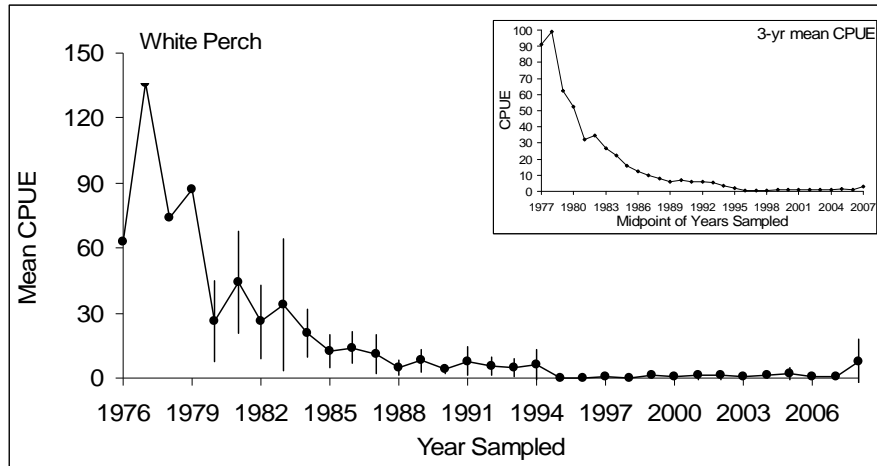 White Perch
150
120
90
60
30
0
Mean CPUE
1976 1979 1982 1985 1988 1991 1994 1997 2000 2003 2006
Year Sampled
3-yr mean CPUE
100
90
80
70
60
50
40
30
20
10
0
CPUE
1977 1980 1983 1986 1989 1992 1995 1998 2001 2004 2007
Midpoint of Years Sampled